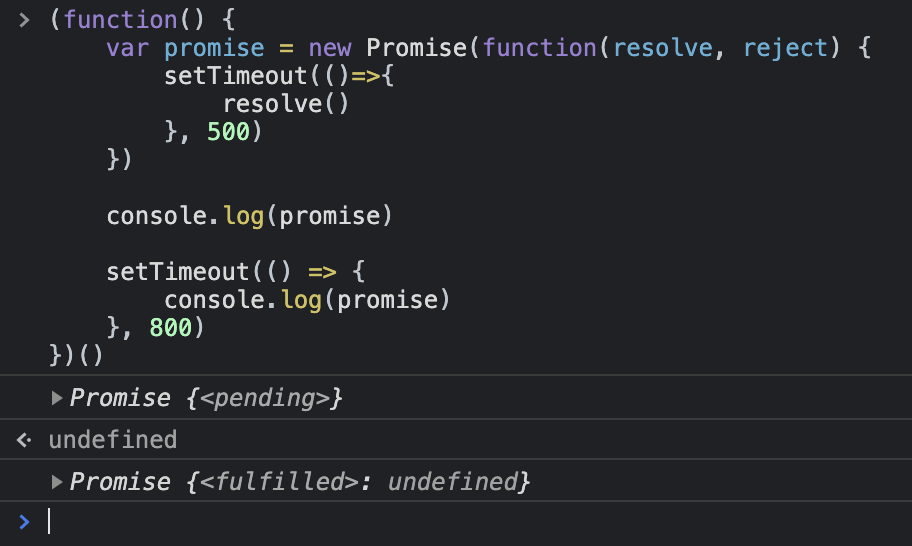 (function() {
    var promise = new Promise(function(resolve, reject) {
        setTimeout(()=>{
            resolve()
        }, 500)
    })

    console.log(promise)

    setTimeout(() => {
        console.log(promise)
    }, 800)
})()
Promise {<pending>}
undefined
Promise {<fulfilled>: undefined}